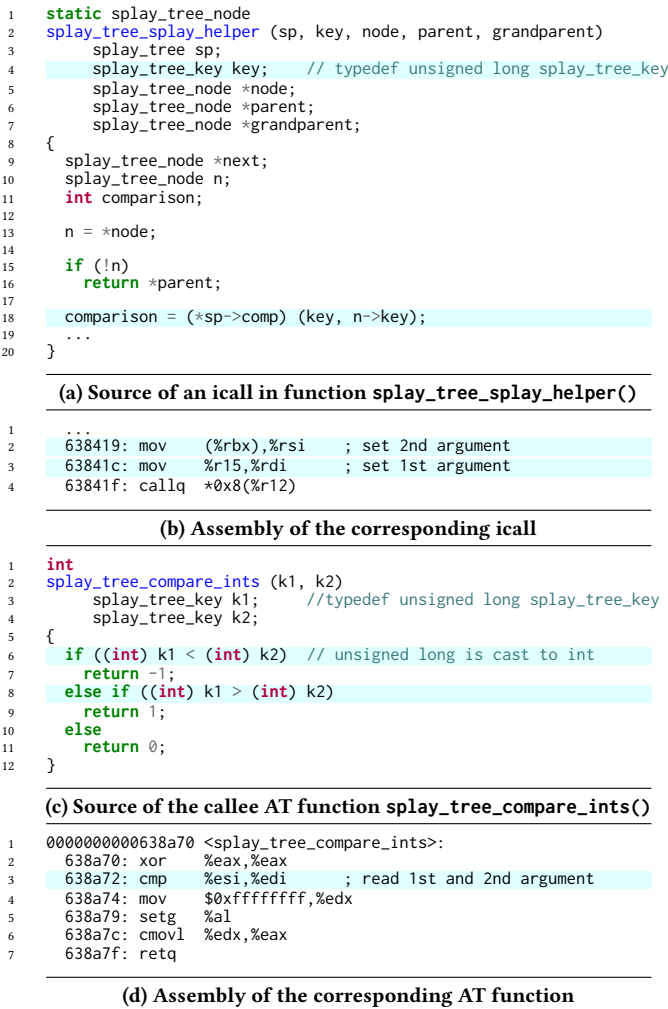 1 static splay_tree_node
2 splay_tree_splay_helper (sp, key, node, parent, grandparent)
3 splay_tree sp;
4 splay_tree_key key; // typedef unsigned long splay_tree_key
5 splay_tree_node *node;
6 splay_tree_node *parent;
7 splay_tree_node *grandparent;
8 {
9 splay_tree_node *next;
10 splay_tree_node n;
11 int comparison;
12
13 n = *node;
14
15 if (!n)
16 return *parent;
17
18 comparison = (*sp->comp) (key, n->key);
19 ...
20 }
(a) Source of an icall in function splay_tree_splay_helper()
1 ...
2 638419: mov (%rbx),%rsi ; set 2nd argument
3 63841c: mov %r15,%rdi ; set 1st argument
4 63841f: callq *0x8(%r12)
(b) Assembly of the corresponding icall
1 int
2 splay_tree_compare_ints (k1, k2)
3 splay_tree_key k1; //typedef unsigned long splay_tree_key
4 splay_tree_key k2;
5 {
6 if ((int) k1 < (int) k2) // unsigned long is cast to int
7 return -1;
8 else if ((int) k1 > (int) k2)
9 return 1;
10 else
11 return 0;
12 }
(c) Source of the callee AT function splay_tree_compare_ints()
1 0000000000638a70 <splay_tree_compare_ints>:
2 638a70: xor %eax,%eax
3 638a72: cmp %esi,%edi ; read 1st and 2nd argument
4 638a74: mov $0xffffffff,%edx
5 638a79: setg %al
6 638a7c: cmovl %edx,%eax
7 638a7f: retq
(d) Assembly of the corresponding AT function